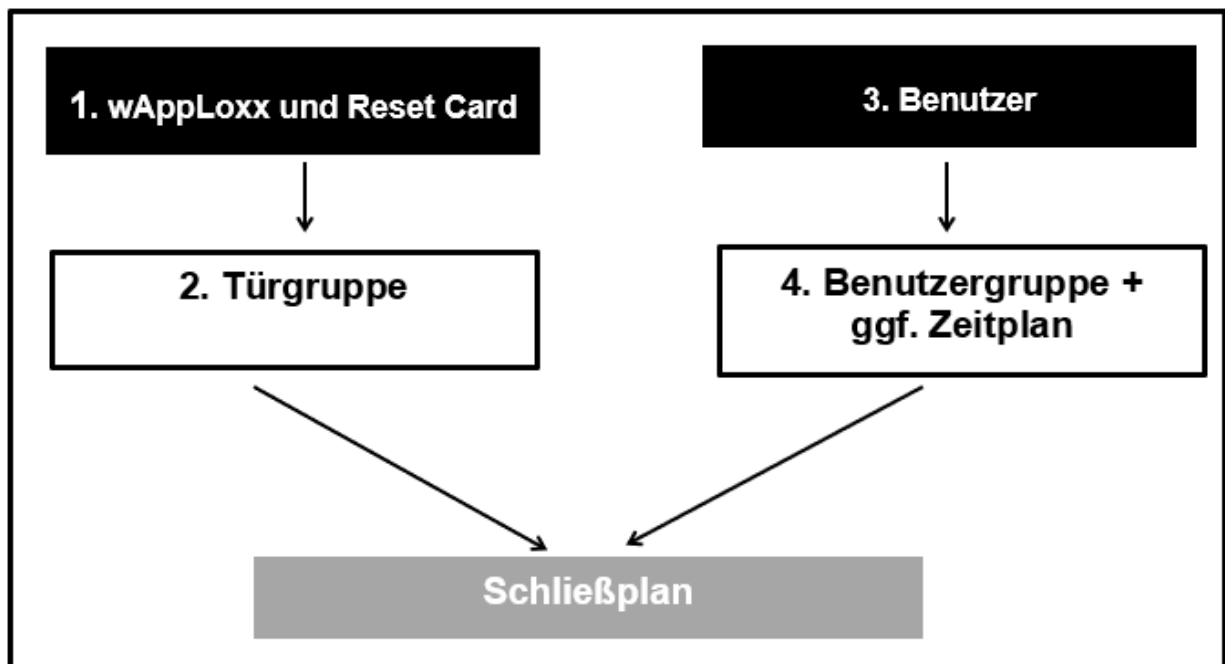 1. wAppLoxx und Reset Card
3. Benutzer
2. Türgruppe
4. Benutzergruppe +
ggf. Zeitplan
Schließplan